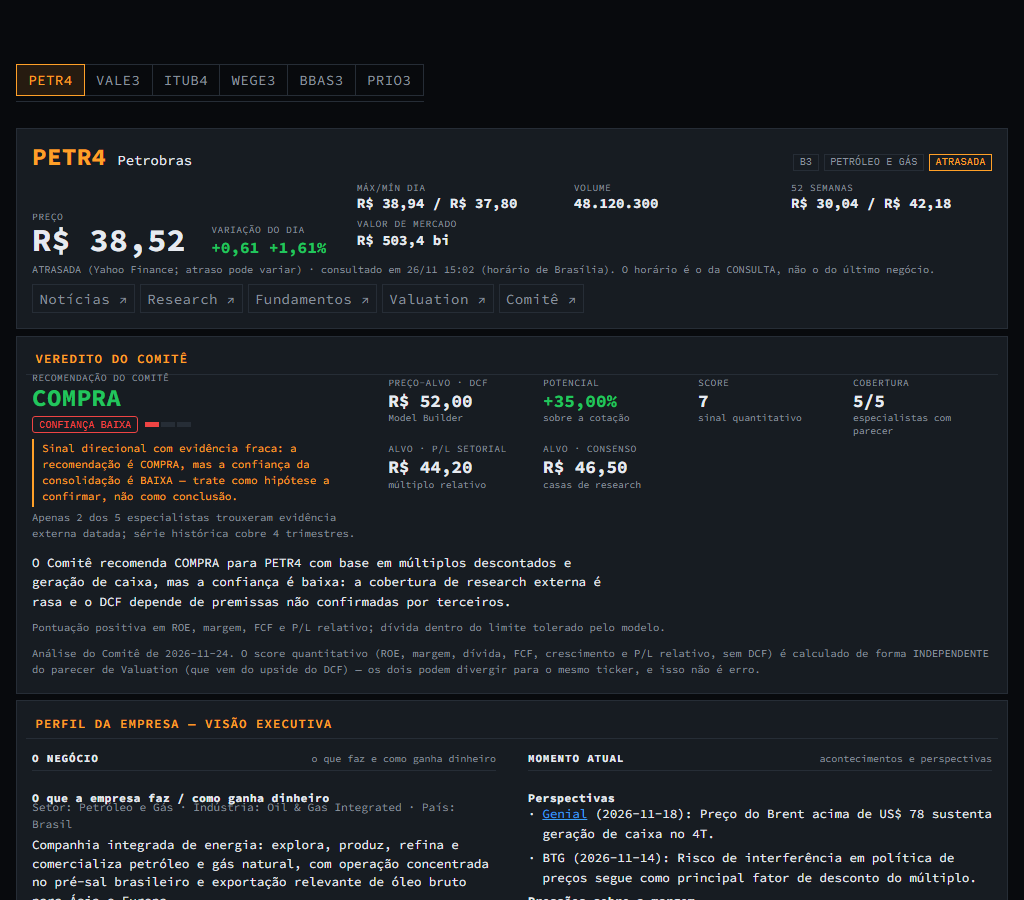 PETR4 VALE3 ITUB4 WEGE3 BBAS3 PRIO3
PETR4 Petrobras
B3 PETRÓLEO E GÁS ATRASADA
PREÇO
R$ 38,52
VARIAÇÃO DO DIA
+0,61 +1,61%
MÁX/MÍN DIA
R$ 38,94 / R$ 37,80
VOLUME
48.120.300
52 SEMANAS
R$ 30,04 / R$ 42,18
VALOR DE MERCADO
R$ 503,4 bi
ATRASADA (Yahoo Finance; atraso pode variar) · consultado em 26/11 15:02 (horário de Brasília). O horário é o da CONSULTA, não o do último negócio.
Notícias ↗ Research ↗ Fundamentos ↗ Valuation ↗ Comitê ↗
VEREDITO DO COMITÊ
RECOMENDAÇÃO DO COMITÊ
COMPRA
CONFIANÇA BAIXA
Sinal direcional com evidência fraca: a
recomendação é COMPRA, mas a confiança da
consolidação é BAIXA — trate como hipótese a
confirmar, não como conclusão.
Apenas 2 dos 5 especialistas trouxeram evidência
externa datada; série histórica cobre 4 trimestres.
PREÇO-ALVO · DCF
R$ 52,00
Model Builder
POTENCIAL
+35,00%
sobre a cotação
SCORE
7
sinal quantitativo
COBERTURA
5/5
especialistas com
parecer
ALVO · P/L SETORIAL
R$ 44,20
múltiplo relativo
ALVO · CONSENSO
R$ 46,50
casas de research
O Comitê recomenda COMPRA para PETR4 com base em múltiplos descontados e
geração de caixa, mas a confiança é baixa: a cobertura de research externa é
rasa e o DCF depende de premissas não confirmadas por terceiros.
Pontuação positiva em ROE, margem, FCF e P/L relativo; dívida dentro do limite tolerado pelo modelo.
Análise do Comitê de 2026-11-24. O score quantitativo (ROE, margem, dívida, FCF, crescimento e P/L relativo, sem DCF) é calculado de forma INDEPENDENTE
do parecer de Valuation (que vem do upside do DCF) — os dois podem divergir para o mesmo ticker, e isso não é erro.
PERFIL DA EMPRESA — VISÃO EXECUTIVA
O NEGÓCIO o que faz e como ganha dinheiro
O que a empresa faz / como ganha dinheiro
Setor: Petróleo e Gás · Indústria: Oil & Gas Integrated · País:
Brasil
Companhia integrada de energia: explora, produz, refina e
comercializa petróleo e gás natural, com operação concentrada
no pré-sal brasileiro e exportação relevante de óleo bruto
para Ásia e Europa.
MOMENTO ATUAL acontecimentos e perspectivas
Perspectivas
· Genial (2026-11-18): Preço do Brent acima de US$ 78 sustenta
geração de caixa no 4T.
· BTG (2026-11-14): Risco de interferência em política de
preços segue como principal fator de desconto do múltiplo.